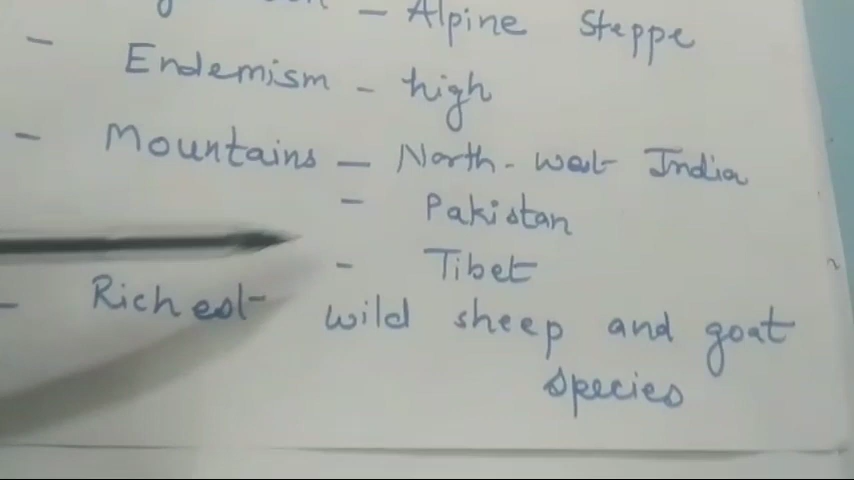 - Alpine Steppe
- Endemism - high
- Mountains - North-west India
- Pakistan
- Tibet
- Richest wild sheep and goat
species